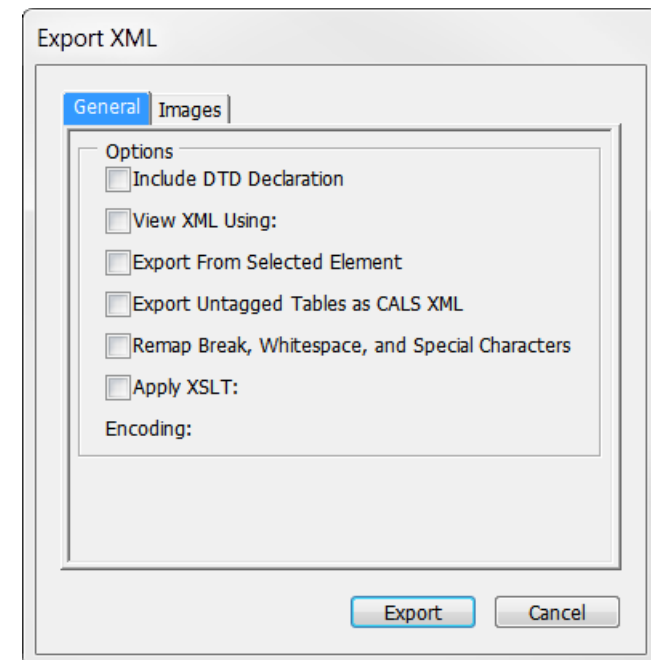 Export XML
General Images
Options
Include DTD Declaration
View XML Using:
Export From Selected Element
Export Untagged Tables as CALS XML
Remap Break, Whitespace, and Special Characters
Apply XSLT:
Encoding:
Export Cancel